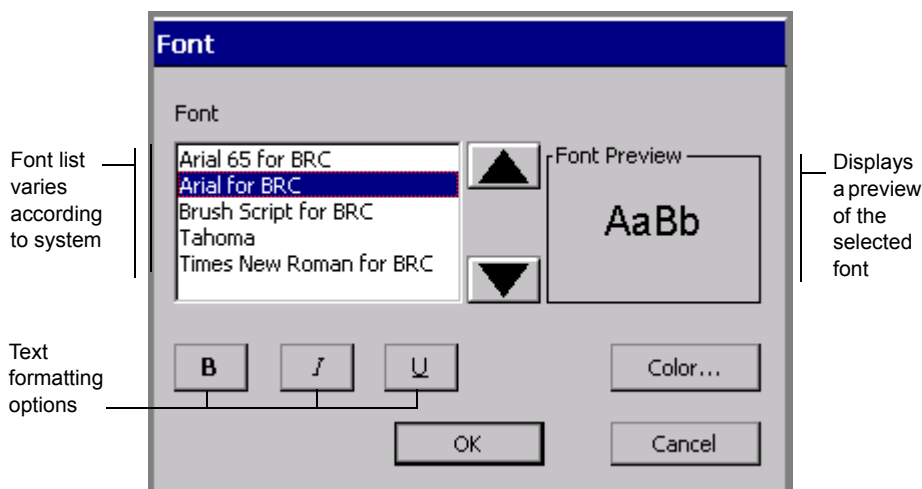 Font
Font
Font list
varies
according
to system
Arial 65 for BRC
Arial for BRC
Brush Script for BRC
Tahoma
Times New Roman for BRC
Font Preview
AaBb
Displays
a preview
of the
selected
font
Text
formatting
options
B
I
U
Color...
OK
Cancel